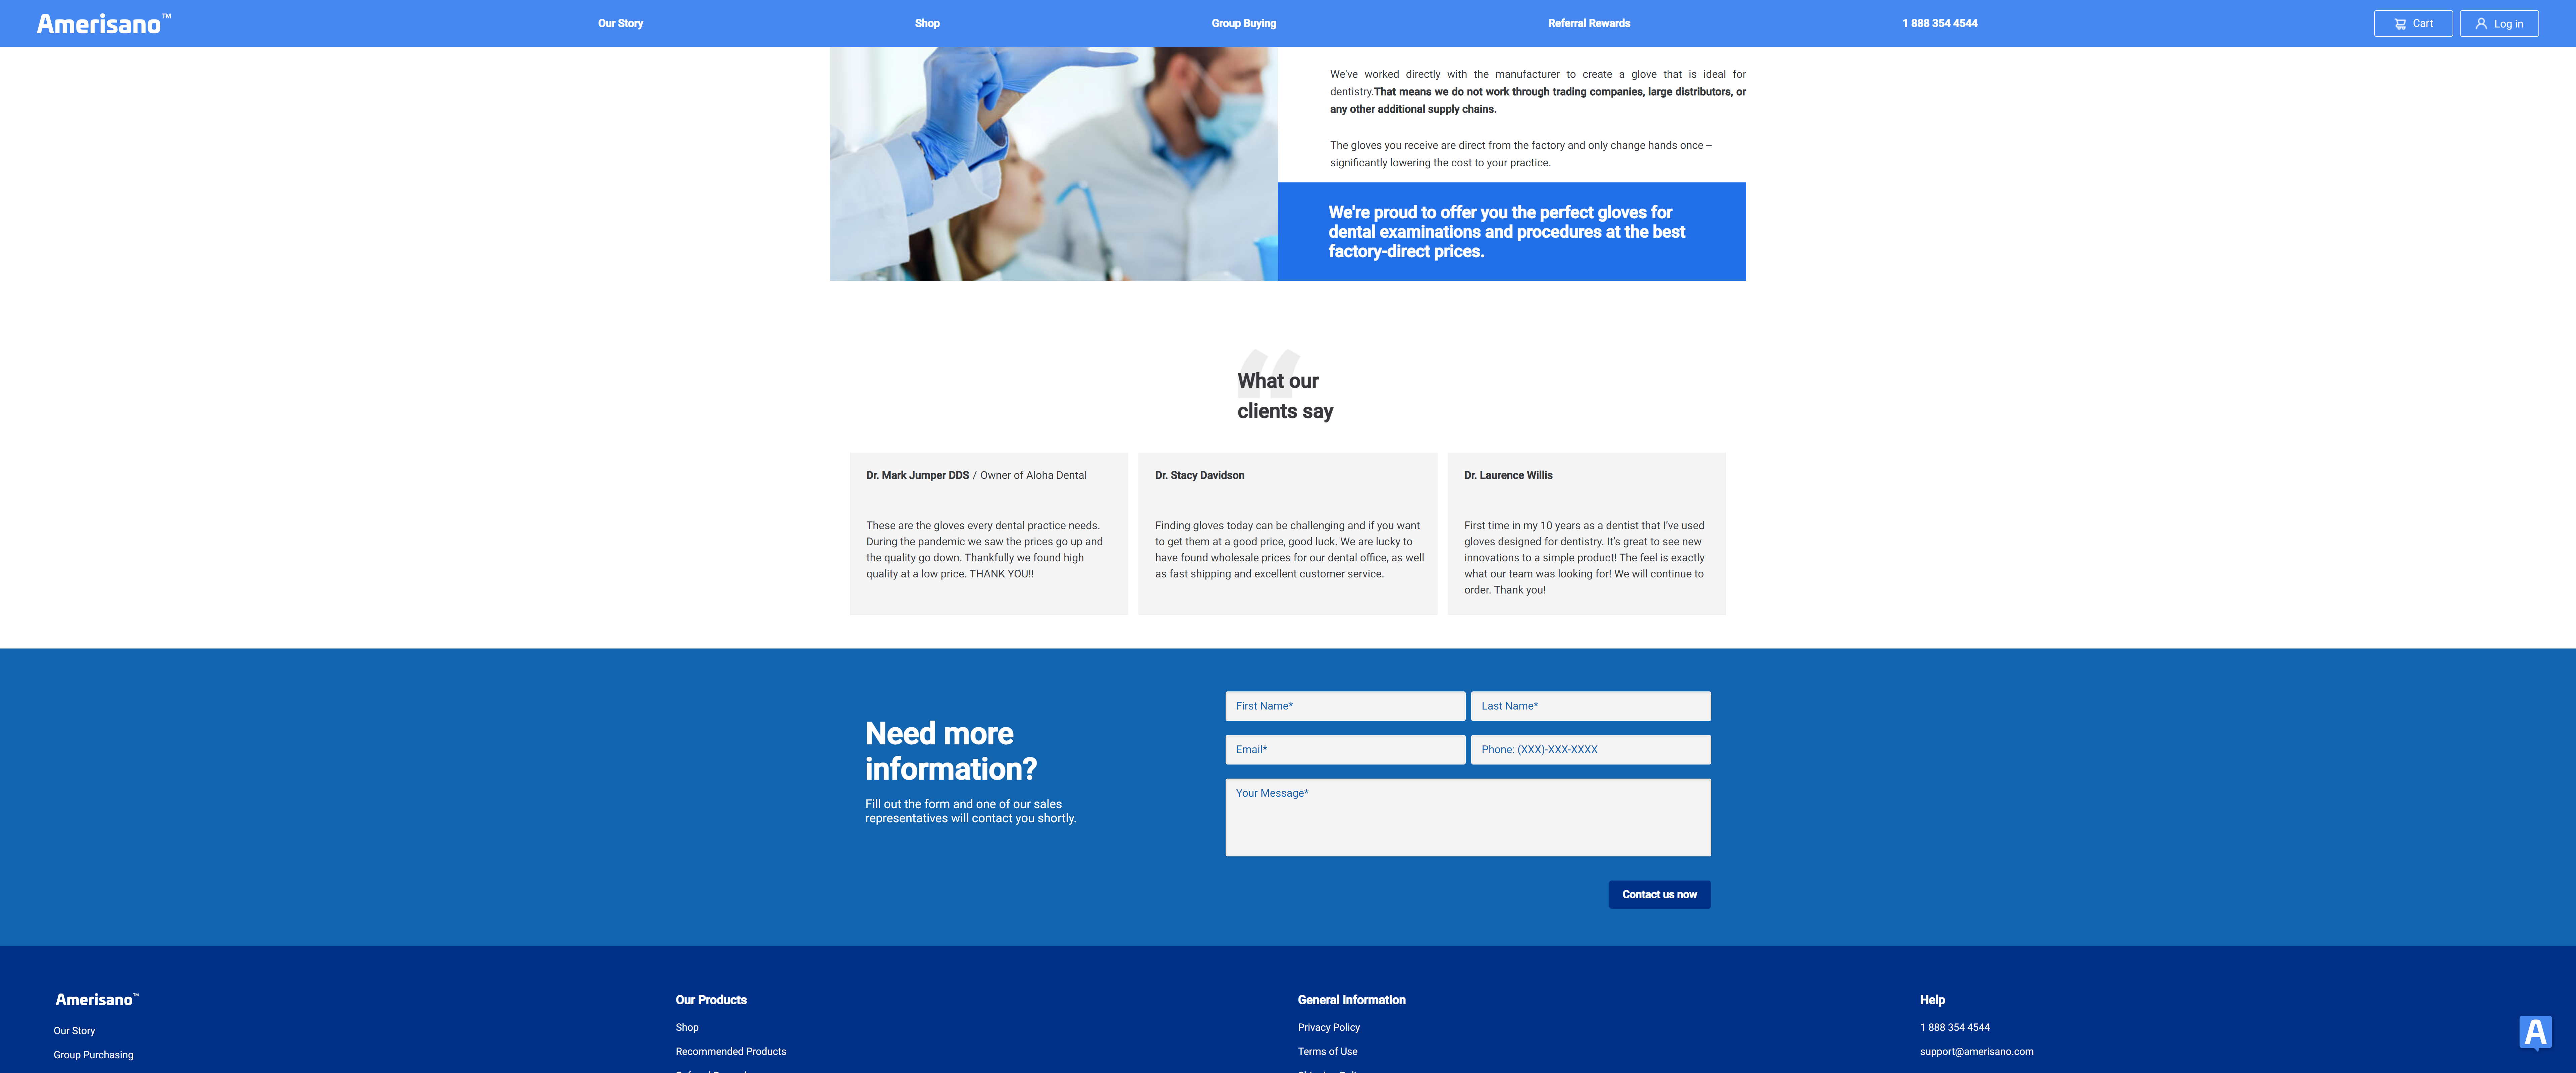 Amerisano™
Our Story
Shop
Group Buying
Referral Rewards
1 888 354 4544
Cart
Log in
We've worked directly with the manufacturer to create a glove that is ideal for
dentistry.That means we do not work through trading companies, large distributors, or
any other additional supply chains.
The gloves you receive are direct from the factory and only change hands once –
significantly lowering the cost to your practice.
We're proud to offer you the perfect gloves for
dental examinations and procedures at the best
factory-direct prices.
“
What our
clients say
Dr. Mark Jumper DDS / Owner of Aloha Dental
These are the gloves every dental practice needs.
During the pandemic we saw the prices go up and
the quality go down. Thankfully we found high
quality at a low price. THANK YOU!!
Dr. Stacy Davidson
Finding gloves today can be challenging and if you want
to get them at a good price, good luck. We are lucky to
have found wholesale prices for our dental office, as well
as fast shipping and excellent customer service.
Dr. Laurence Willis
First time in my 10 years as a dentist that I’ve used
gloves designed for dentistry. It’s great to see new
innovations to a simple product! The feel is exactly
what our team was looking for! We will continue to
order. Thank you!
Need more
information?
Fill out the form and one of our sales
representatives will contact you shortly.
First Name*
Last Name*
Email*
Phone: (XXX)-XXX-XXXX
Your Message*
Contact us now
Amerisano™
Our Story
Group Purchasing
Our Products
Shop
Recommended Products
General Information
Privacy Policy
Terms of Use
Help
1 888 354 4544
support@amerisano.com
A